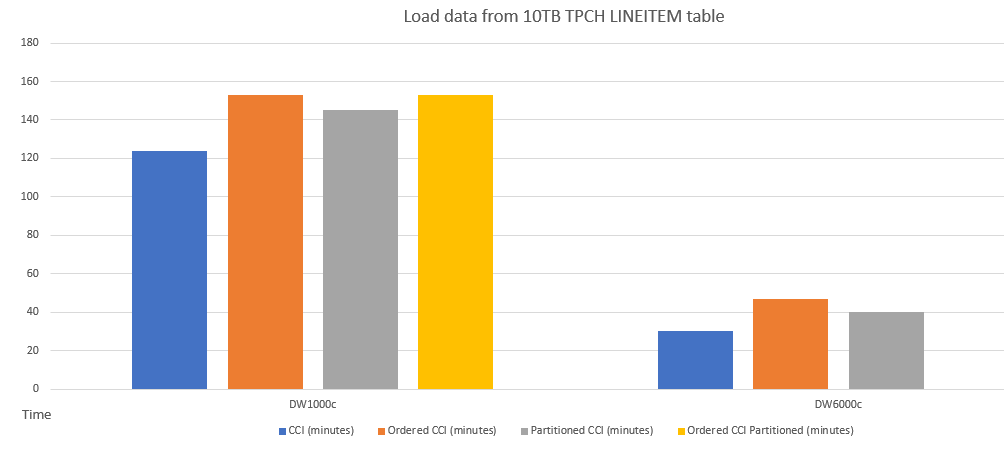 Load data from 10TB TPCH LINEITEM table
180
160
140
120
100
80
60
40
20
0
DW1000c DW6000c
Time
CCI (minutes) Ordered CCI (minutes) Partitioned CCI (minutes) Ordered CCI Partitioned (minutes)